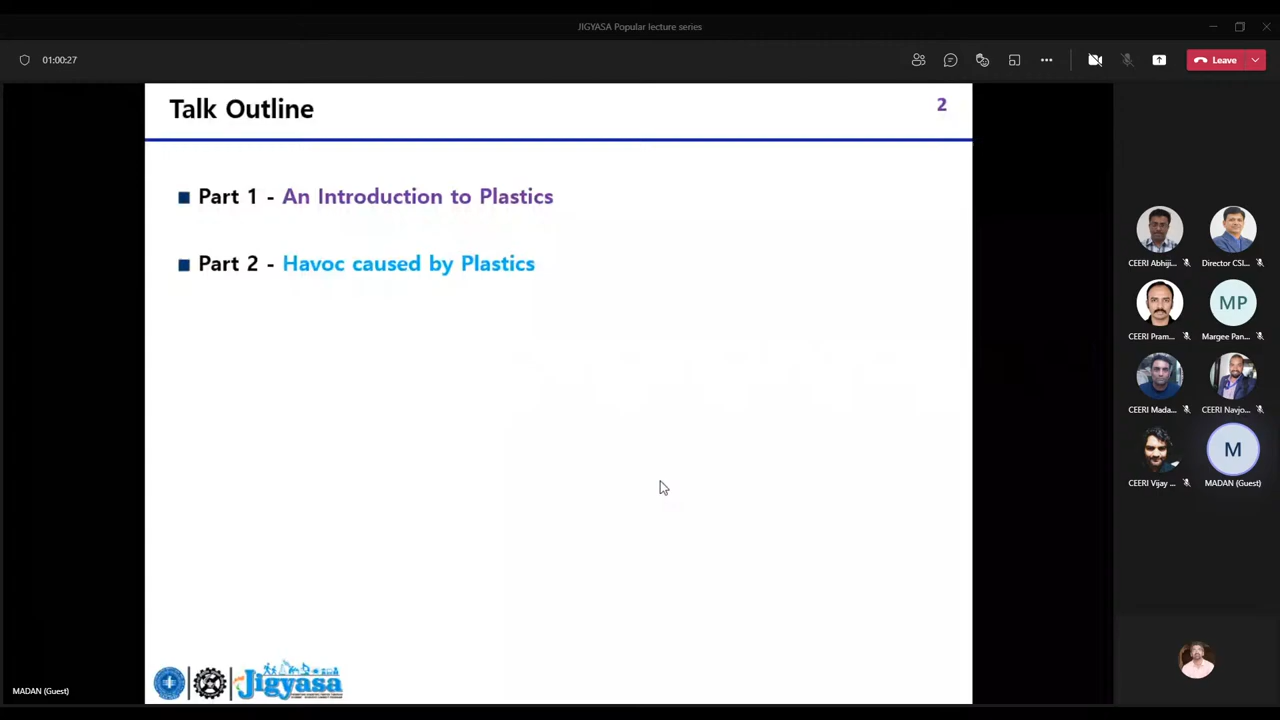 JIGYASA Popular lecture series
01:00:27
Leave
Talk Outline
2
Part 1 - An Introduction to Plastics
Part 2 - Havoc caused by Plastics
CEERI Abhiji...
Director CSI...
MP
CEERI Pram...
Margee Pan...
CEERI Mada...
CEERI Navjo...
M
CEERI Vijay ...
MADAN (Guest)
Jigyasa
MADAN (Guest)